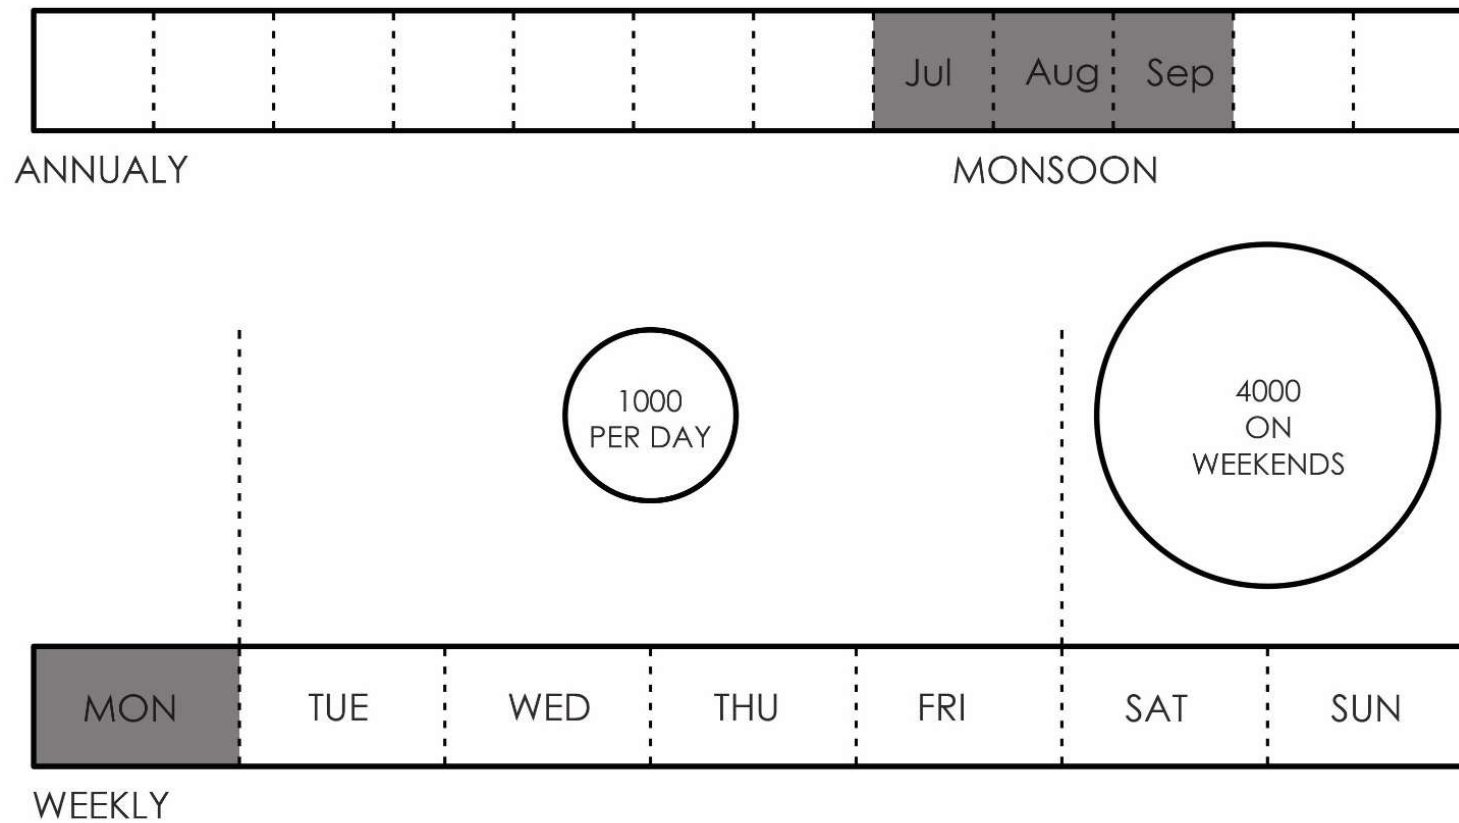 Jul Aug Sep
ANNUALY MONSOON
1000
PER DAY
4000
ON
WEEKENDS
MON TUE WED THU FRI SAT SUN
WEEKLY